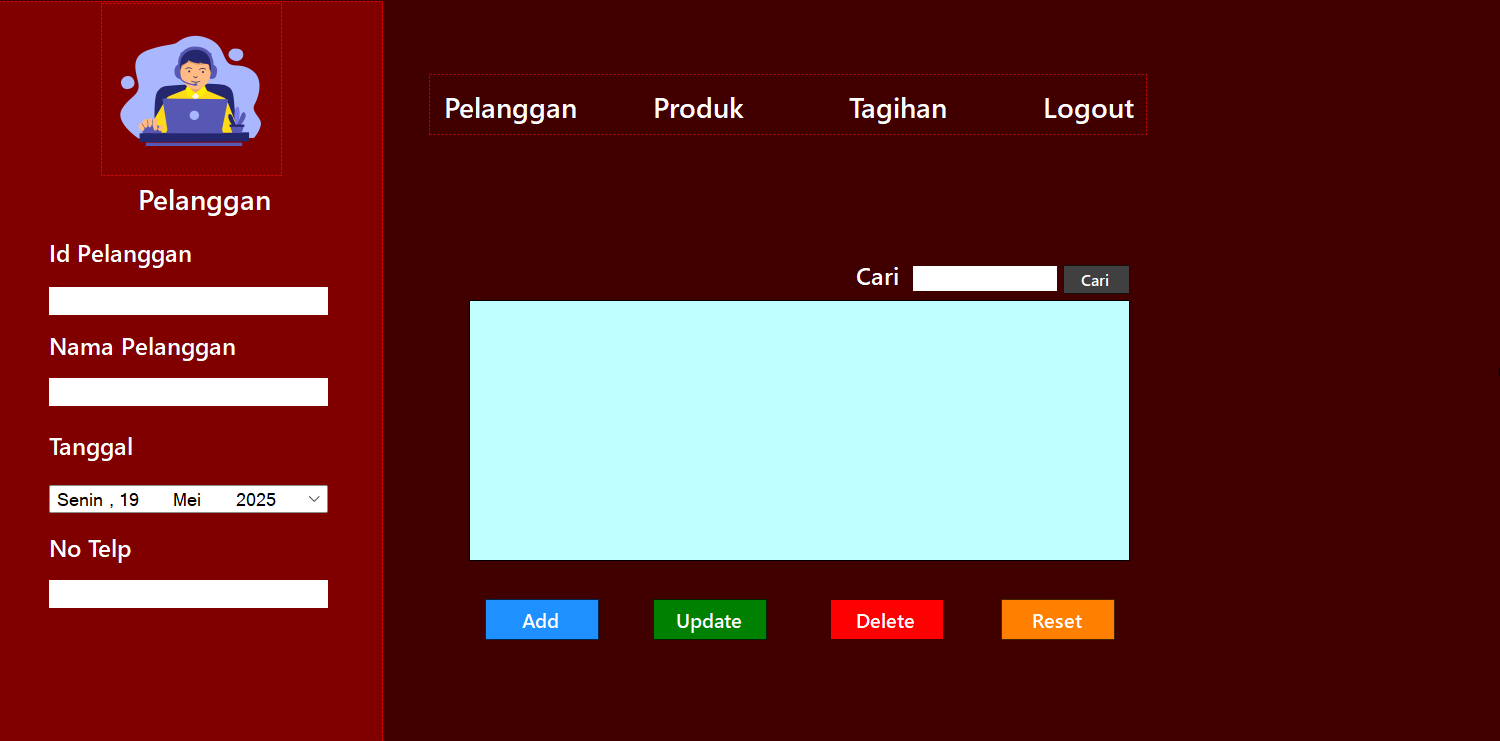 Pelanggan
Id Pelanggan
Nama Pelanggan
Tanggal
Senin , 19 Mei 2025
No Telp
Pelanggan Produk Tagihan Logout
Cari Cari
Add Update Delete Reset